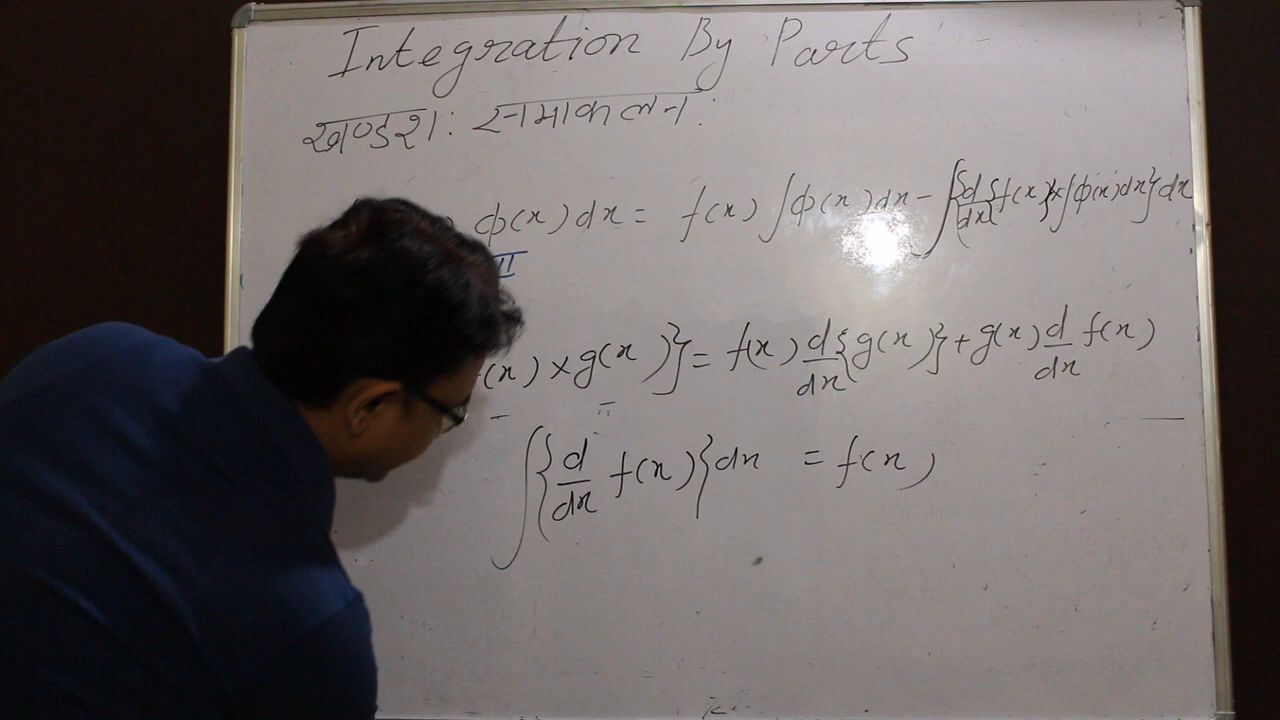 Integration By Parts
खण्डशः समाकलन :
) ϕ(x) dx = f(x) ∫ϕ(x) dx - ∫{d/dx{f(x)}×∫ϕ(x)dx} dx
II
(x) × g(x)} = f(x) d/dx{g(x)} + g(x) d/dx f(x)
∫{d/dx f(x)} dx = f(x)